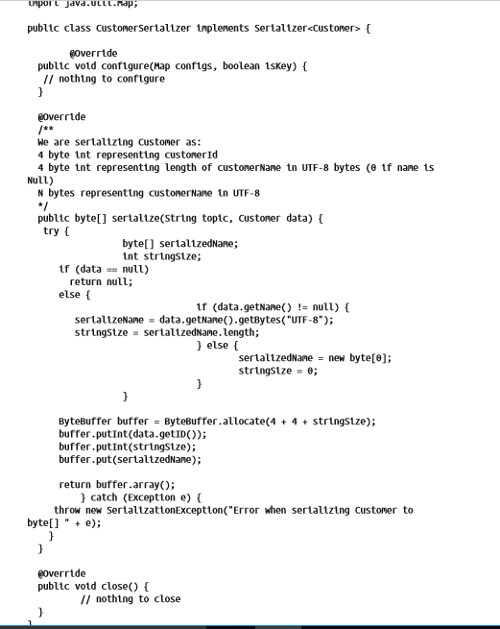 import java.util.Map;
public class CustomerSerializer implements Serializer<Customer> {
@Override
public void configure(Map configs, boolean isKey) {
// nothing to configure
}
@Override
/**
We are serializing Customer as:
4 byte int representing customerId
4 byte int representing length of customerName in UTF-8 bytes (0 if name is
Null)
N bytes representing customerName in UTF-8
*/
public byte[] serialize(String topic, Customer data) {
try {
byte[] serializedName;
int stringSize;
if (data == null)
return null;
else {
if (data.getName() != null) {
serializeName = data.getName().getBytes("UTF-8");
stringSize = serializedName.length;
} else {
serializedName = new byte[0];
stringSize = 0;
}
}
ByteBuffer buffer = ByteBuffer.allocate(4 + 4 + stringSize);
buffer.putInt(data.getID());
buffer.putInt(stringSize);
buffer.put(serializedName);
return buffer.array();
} catch (Exception e) {
throw new SerializationException("Error when serializing Customer to
byte[] " + e);
}
}
@Override
public void close() {
// nothing to close
}
}